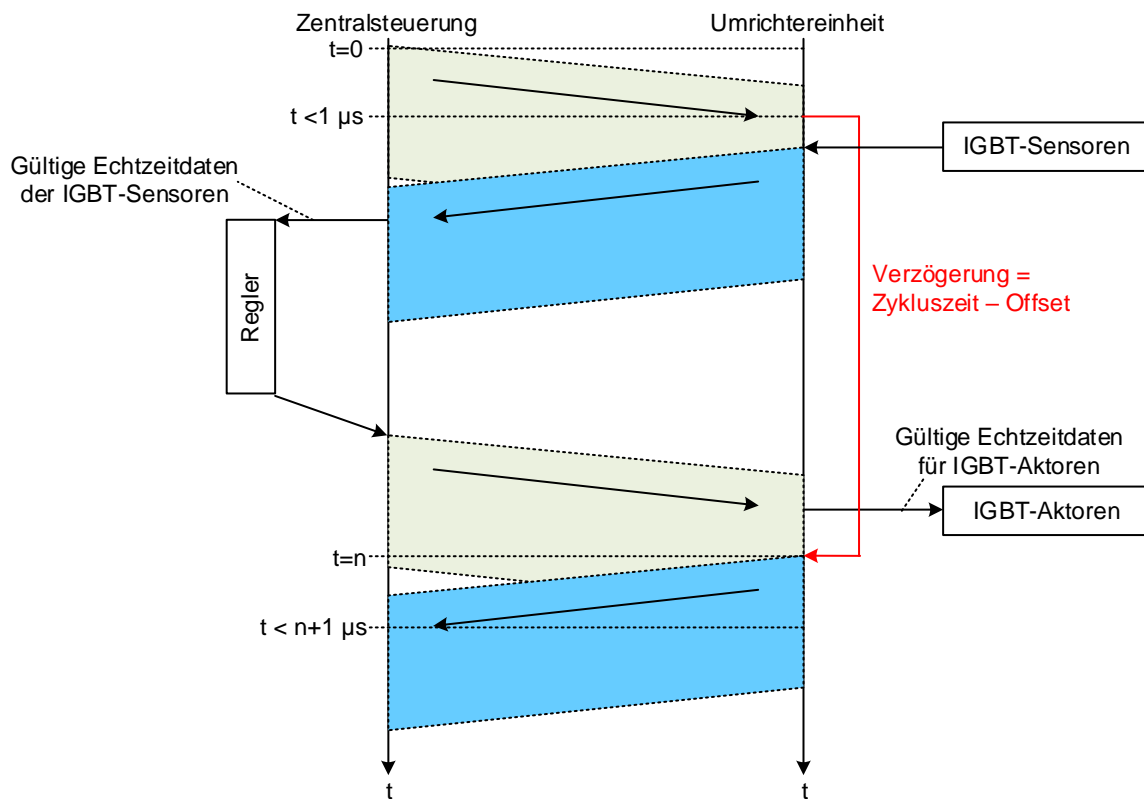 Zentralsteuerung
Umrichtereinheit
t=0
t <1 µs
IGBT-Sensoren
Gültige Echtzeitdaten
der IGBT-Sensoren
Regler
Verzögerung =
Zykluszeit – Offset
Gültige Echtzeitdaten
für IGBT-Aktoren
IGBT-Aktoren
t=n
t < n+1 µs
t
t